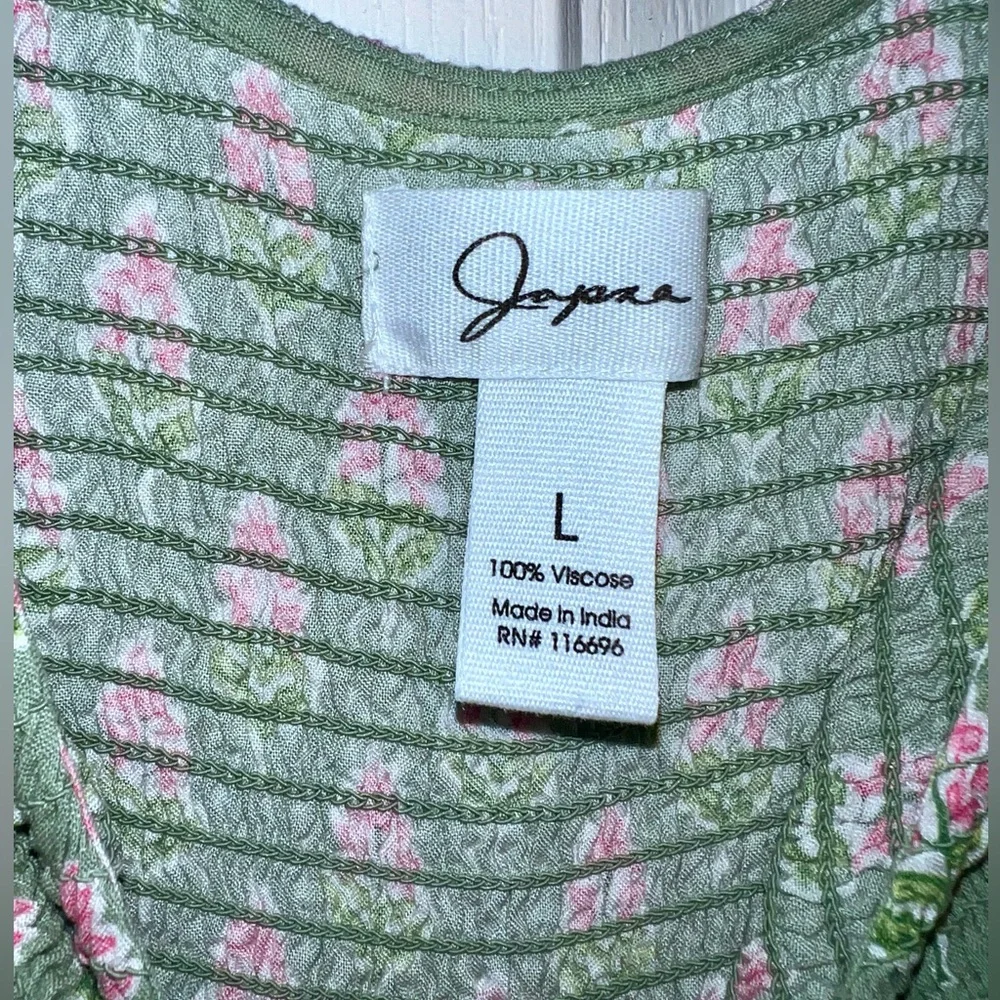 Japna
L
100% Viscose
Made in India
RN# 116696